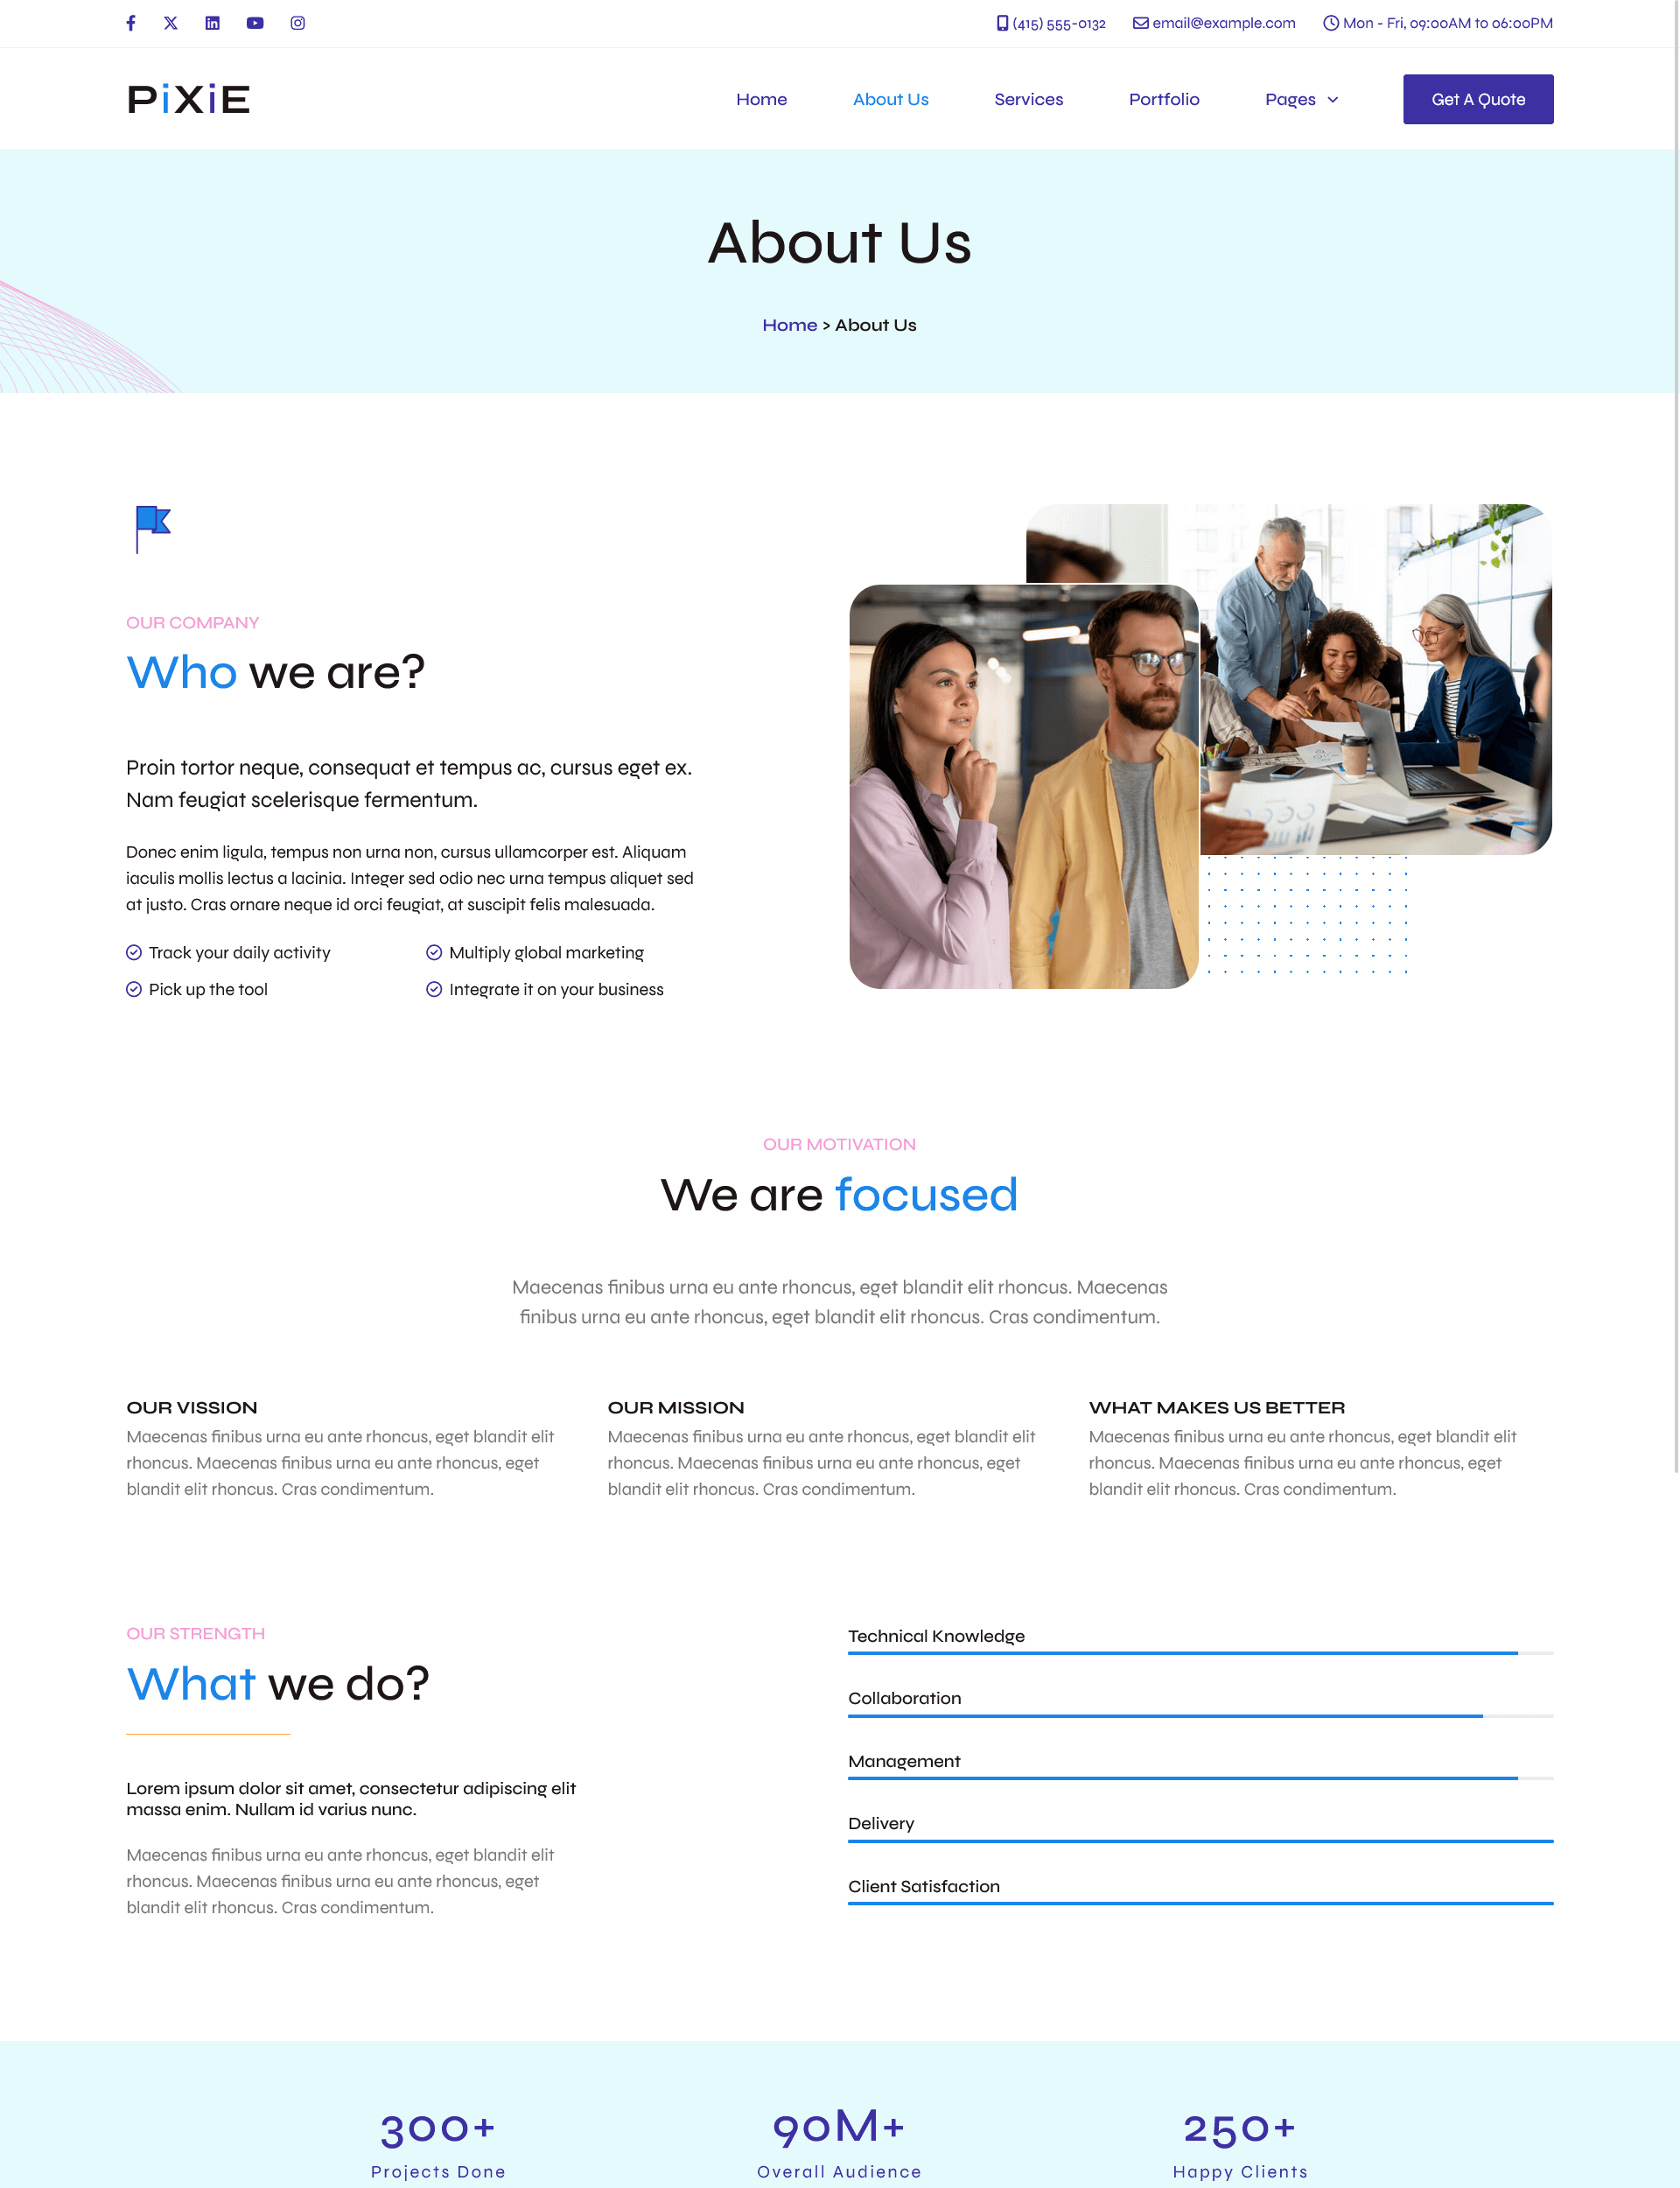 (415) 555-0132 email@example.com Mon - Fri, 09:00AM to 06:00PM
PiXiE
Home About Us Services Portfolio Pages Get A Quote
About Us
Home > About Us
OUR COMPANY
Who we are?
Proin tortor neque, consequat et tempus ac, cursus eget ex.
Nam feugiat scelerisque fermentum.
Donec enim ligula, tempus non urna non, cursus ullamcorper est. Aliquam
iaculis mollis lectus a lacinia. Integer sed odio nec urna tempus aliquet sed
at justo. Cras ornare neque id orci feugiat, at suscipit felis malesuada.
Track your daily activity
Multiply global marketing
Pick up the tool
Integrate it on your business
OUR MOTIVATION
We are focused
Maecenas finibus urna eu ante rhoncus, eget blandit elit rhoncus. Maecenas
finibus urna eu ante rhoncus, eget blandit elit rhoncus. Cras condimentum.
OUR VISSION
Maecenas finibus urna eu ante rhoncus, eget blandit elit
rhoncus. Maecenas finibus urna eu ante rhoncus, eget
blandit elit rhoncus. Cras condimentum.
OUR MISSION
Maecenas finibus urna eu ante rhoncus, eget blandit elit
rhoncus. Maecenas finibus urna eu ante rhoncus, eget
blandit elit rhoncus. Cras condimentum.
WHAT MAKES US BETTER
Maecenas finibus urna eu ante rhoncus, eget blandit elit
rhoncus. Maecenas finibus urna eu ante rhoncus, eget
blandit elit rhoncus. Cras condimentum.
OUR STRENGTH
What we do?
Lorem ipsum dolor sit amet, consectetur adipiscing elit
massa enim. Nullam id varius nunc.
Maecenas finibus urna eu ante rhoncus, eget blandit elit
rhoncus. Maecenas finibus urna eu ante rhoncus, eget
blandit elit rhoncus. Cras condimentum.
Technical Knowledge
Collaboration
Management
Delivery
Client Satisfaction
300+
Projects Done
90M+
Overall Audience
250+
Happy Clients